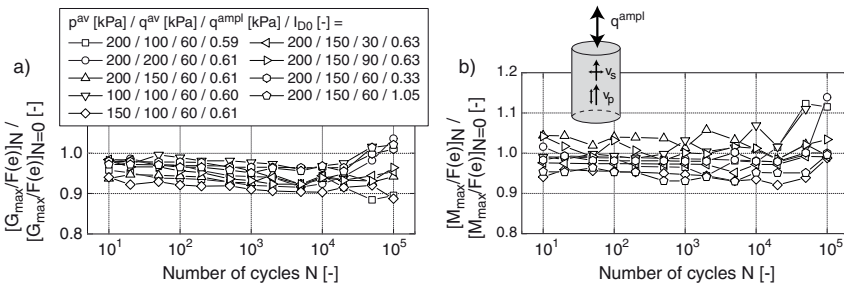 p^av [kPa] / q^av [kPa] / q^ampl [kPa] / I_D0 [-] =
200 / 100 / 60 / 0.59
200 / 200 / 60 / 0.61
200 / 150 / 60 / 0.61
100 / 100 / 60 / 0.60
150 / 100 / 60 / 0.61
200 / 150 / 30 / 0.63
200 / 150 / 90 / 0.63
200 / 150 / 60 / 0.33
200 / 150 / 60 / 1.05
a)
[G_max/F(e)]_N /
[G_max/F(e)]_N=0 [-]
1.0
0.9
0.8
10^1
10^2
10^3
10^4
10^5
Number of cycles N [-]
q^ampl
v_s
v_p
b)
[M_max/F(e)]_N /
[M_max/F(e)]_N=0 [-]
1.2
1.1
1.0
0.9
0.8
10^1
10^2
10^3
10^4
10^5
Number of cycles N [-]